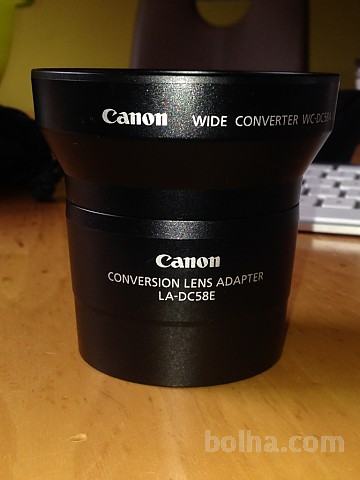 Canon WIDE CONVERTER
Canon
CONVERSION LENS ADAPTER
LA-DC58E
bolha.com